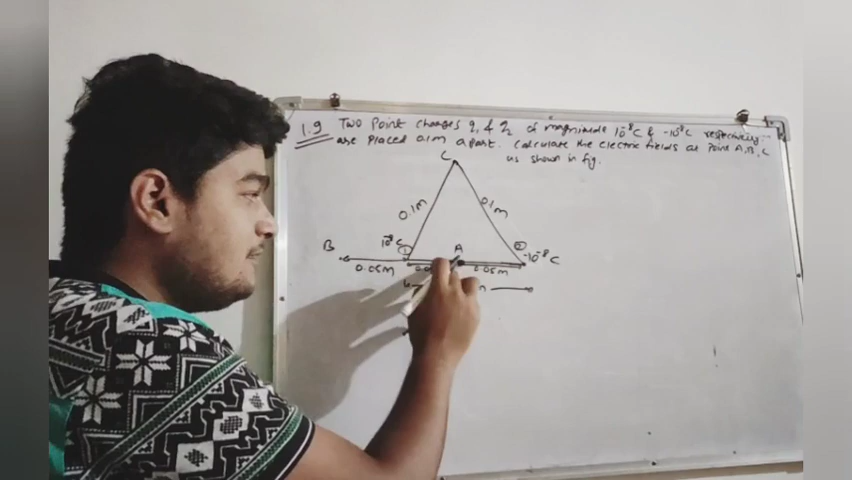 1.9 Two Point charges q1 & q2 of magnitude 10⁻⁸C & -10⁻⁸C respectively
are placed 0.1m apart. Calculate the electric fields at Point A, B, C
as shown in fig.
C
0.1m 0.1m
B 10⁻⁸C 1 A 2 -10⁻⁸C
0.05m 0.05m